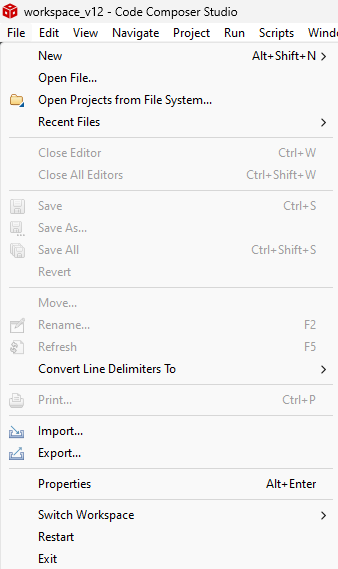 workspace_v12 - Code Composer Studio
File Edit View Navigate Project Run Scripts Windo
New Alt+Shift+N >
Open File...
Open Projects from File System...
Recent Files >
Close Editor Ctrl+W
Close All Editors Ctrl+Shift+W
Save Ctrl+S
Save As...
Save All Ctrl+Shift+S
Revert
Move...
Rename... F2
Refresh F5
Convert Line Delimiters To >
Print... Ctrl+P
Import...
Export...
Properties Alt+Enter
Switch Workspace >
Restart
Exit